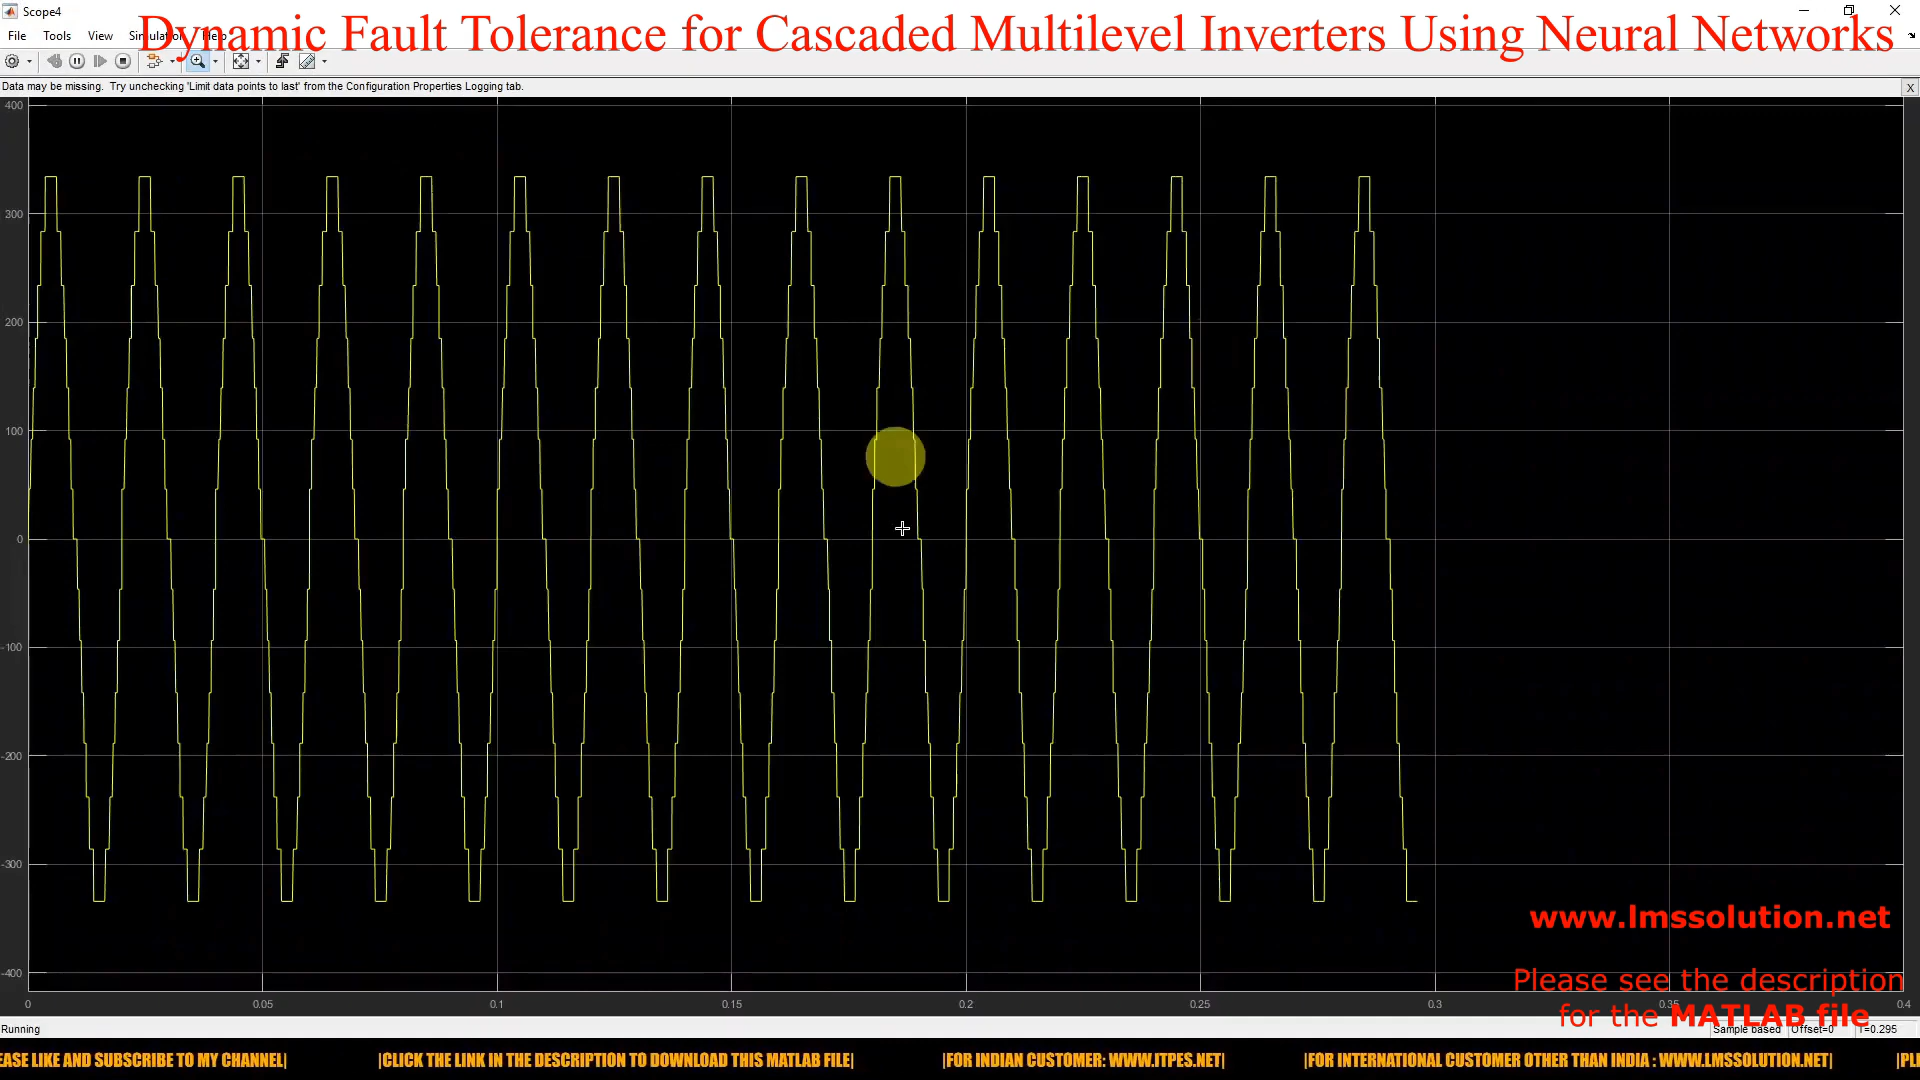 Scope4
Dynamic Fault Tolerance for Cascaded Multilevel Inverters Using Neural Networks
File Tools View Simulation Help
Data may be missing. Try unchecking 'Limit data points to last' from the Configuration Properties Logging tab.
X
400
300
200
100
0
-100
-200
-300
-400
0 0.05 0.1 0.15 0.2 0.25 0.3 0.35 0.4
www.lmssolution.net
Please see the description
for the MATLAB file
Running
Sample based Offset=0 T=0.295
EASE LIKE AND SUBSCRIBE TO MY CHANNEL| |CLICK THE LINK IN THE DESCRIPTION TO DOWNLOAD THIS MATLAB FILE| |FOR INDIAN CUSTOMER: WWW.ITPES.NET| |FOR INTERNATIONAL CUSTOMER OTHER THAN INDIA : WWW.LMSSOLUTION.NET| |PL